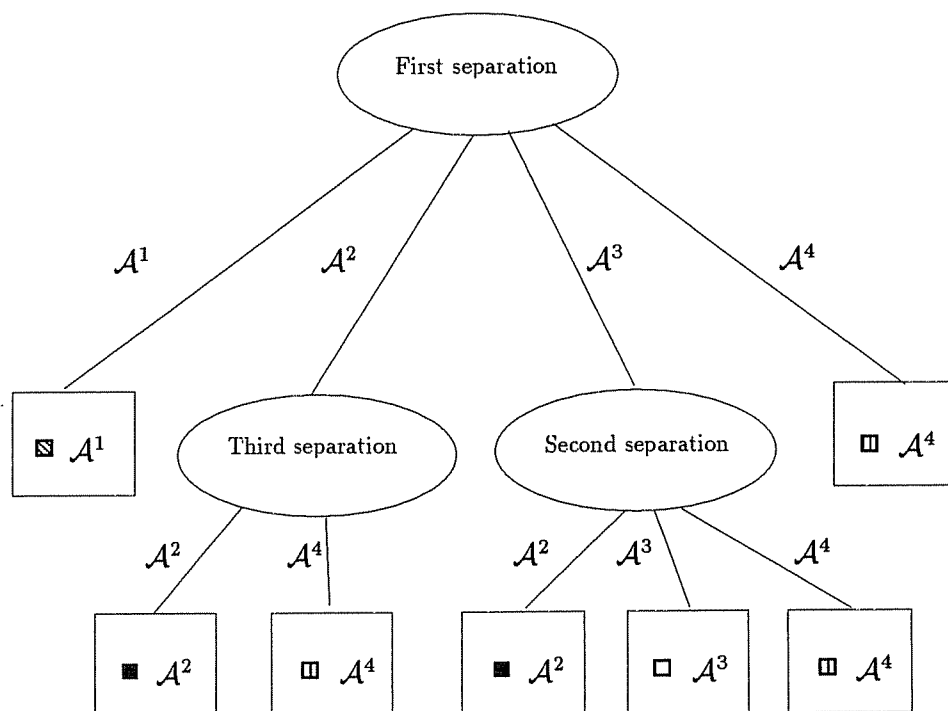 First separation
𝒜¹
𝒜²
𝒜³
𝒜⁴
𝒜¹
Third separation
Second separation
𝒜⁴
𝒜²
𝒜⁴
𝒜²
𝒜³
𝒜⁴
𝒜²
𝒜⁴
𝒜²
𝒜³
𝒜⁴